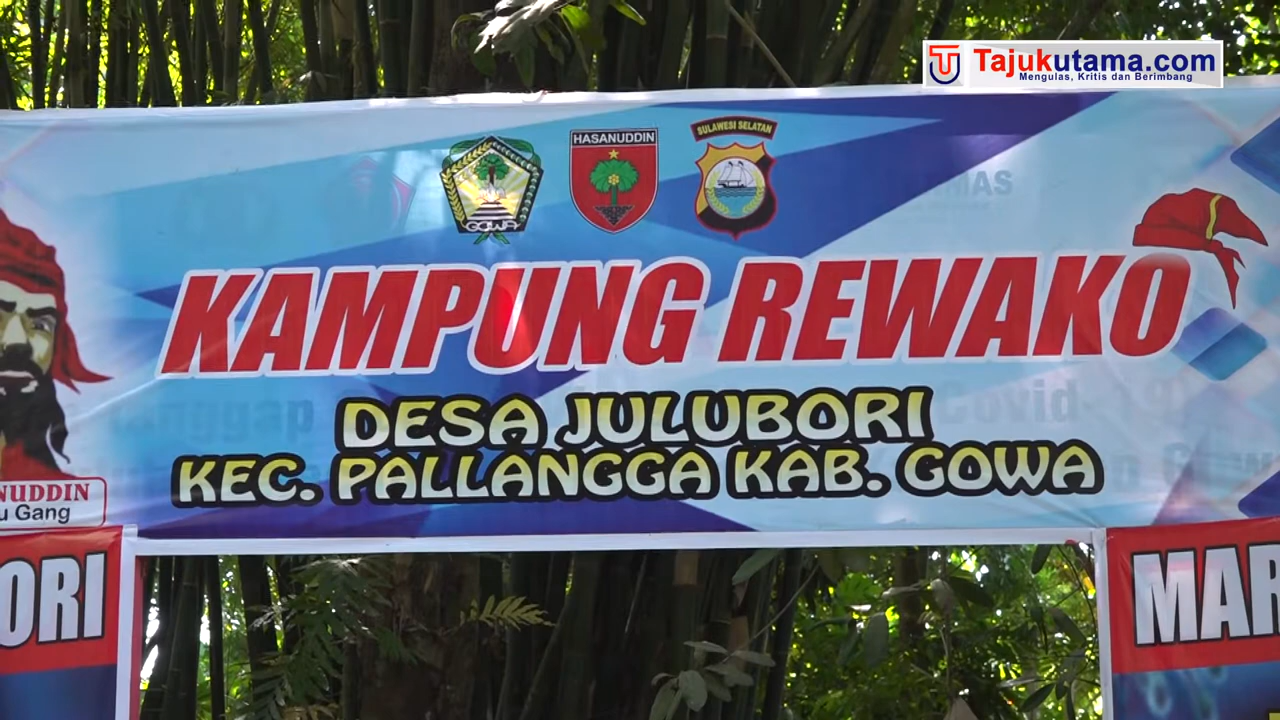 Tajukutama.com
Mengulas, Kritis dan Berimbang
SULAWESI SELATAN
HASANUDDIN
GOWA
KAMPUNG REWAKO
DESA JULUBORI
KEC. PALLANGGA KAB. GOWA
NUDDIN
u Gang
ORI
MAR